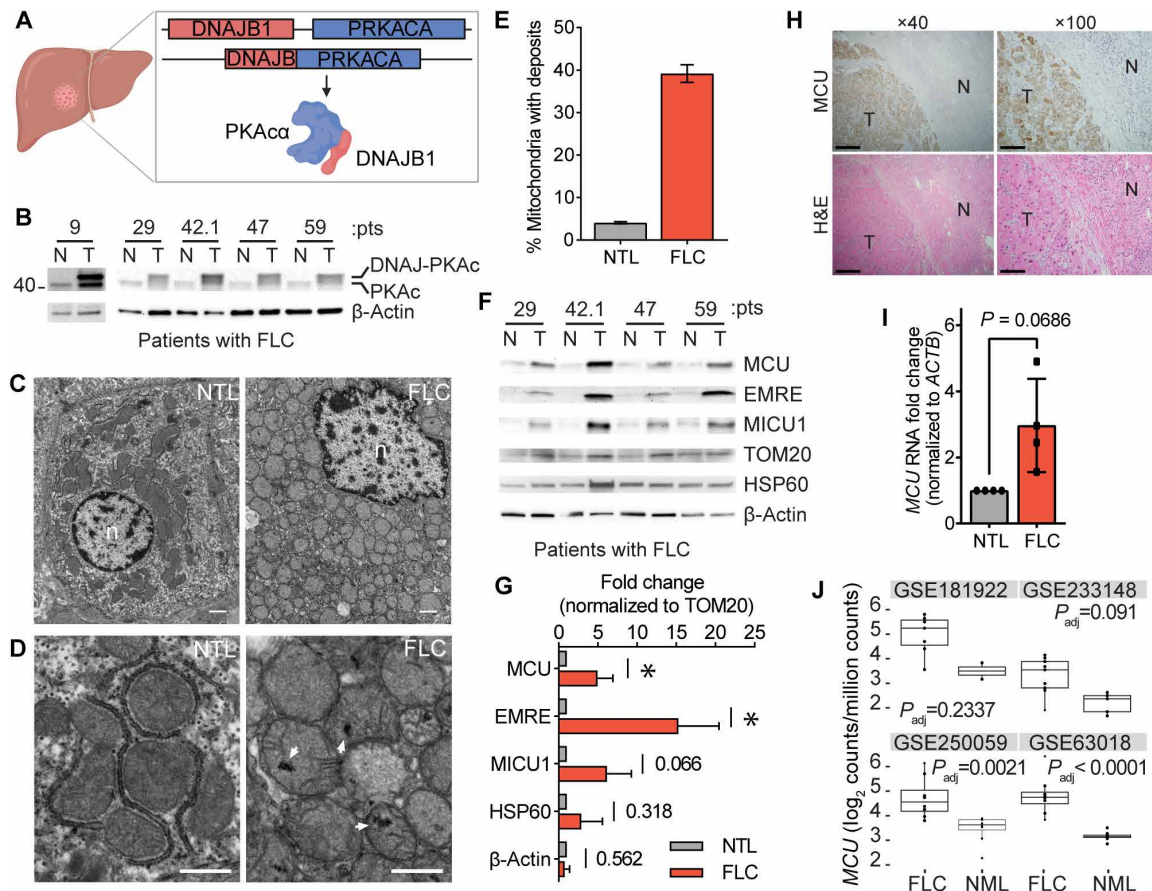 A
DNAJB1 PRKACA
DNAJB PRKACA
PKAcα
DNAJB1
B
9 29 42.1 47 59 :pts
N T N T N T N T N T
DNAJ-PKAc
40
PKAc
β-Actin
Patients with FLC
C
NTL FLC
n n
D
NTL FLC
E
% Mitochondria with deposits
50
40
30
20
10
0
NTL FLC
F
29 42.1 47 59 :pts
N T N T N T N T
MCU
EMRE
MICU1
TOM20
HSP60
β-Actin
Patients with FLC
G
Fold change
(normalized to TOM20)
0 5 10 15 20 25
MCU *
EMRE *
MICU1 0.066
HSP60 0.318
β-Actin 0.562
NTL
FLC
H
×40 ×100
MCU
N N
T T
H&E
N N
T T
I
P = 0.0686
MCU RNA fold change
(normalized to ACTB)
6
4
2
0
NTL FLC
J
MCU (log2 counts/million counts)
GSE181922 GSE233148
Padj=0.091
6
5
4
3
2
Padj=0.2337
GSE250059 GSE63018
Padj=0.0021 Padj< 0.0001
6
5
4
3
2
FLC NML FLC NML